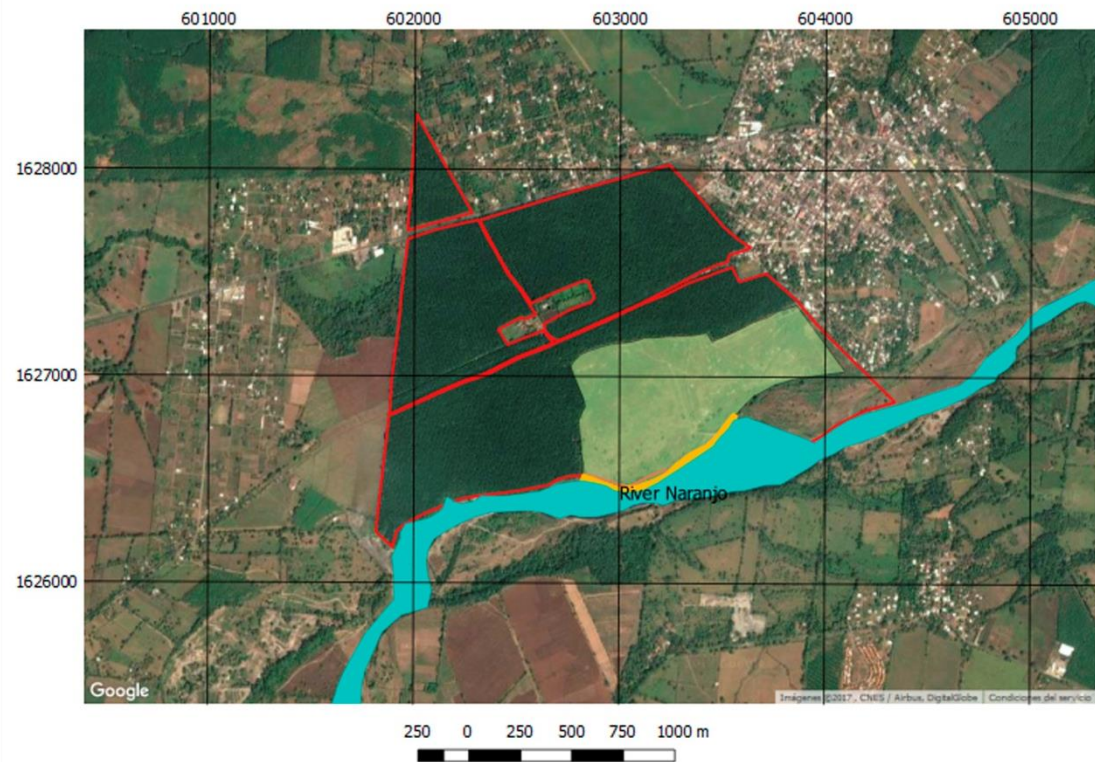 601000 602000 603000 604000 605000
1628000
1627000
River Naranjo
1626000
Google
Imágenes ©2017, CNES / Airbus, DigitalGlobe | Condiciones del servicio
250 0 250 500 750 1000 m